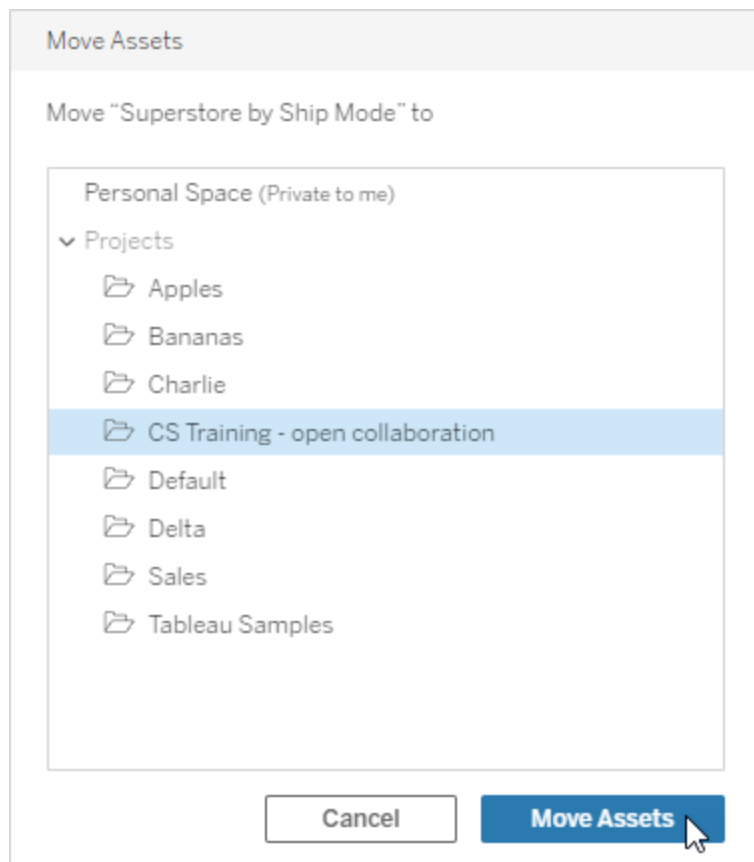 Move Assets
Move “Superstore by Ship Mode” to
Personal Space (Private to me)
Projects
Apples
Bananas
Charlie
CS Training - open collaboration
Default
Delta
Sales
Tableau Samples
Cancel
Move Assets